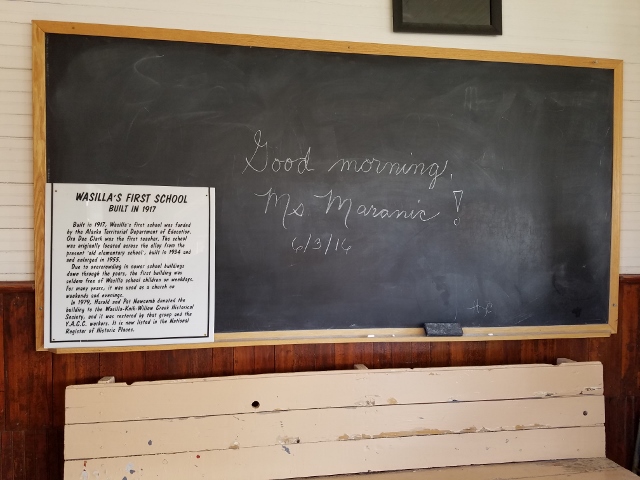 Good morning,
Ms Maranic!
6/3/16
WASILLA'S FIRST SCHOOL
BUILT IN 1917
Built in 1917, Wasilla's first school was funded
by the Alaska Territorial Department of Education.
Ora Dee Clark was the first teacher. The school
was originally located across the alley from the
present 'old elementary school', built in 1934 and
and enlarged in 1955.
Due to overcrowding in newer school buildings
down through the years, the first building was
seldom free of Wasilla school children on weekdays.
For many years, it was used as a church on
weekends and evenings.
In 1979, Harold and Pat Newcomb donated the
building to the Wasilla-Knik-Willow Creek Historical
Society, and it was restored by that group and the
Y.A.C.C. workers. It is now listed in the National
Register of Historic Places.